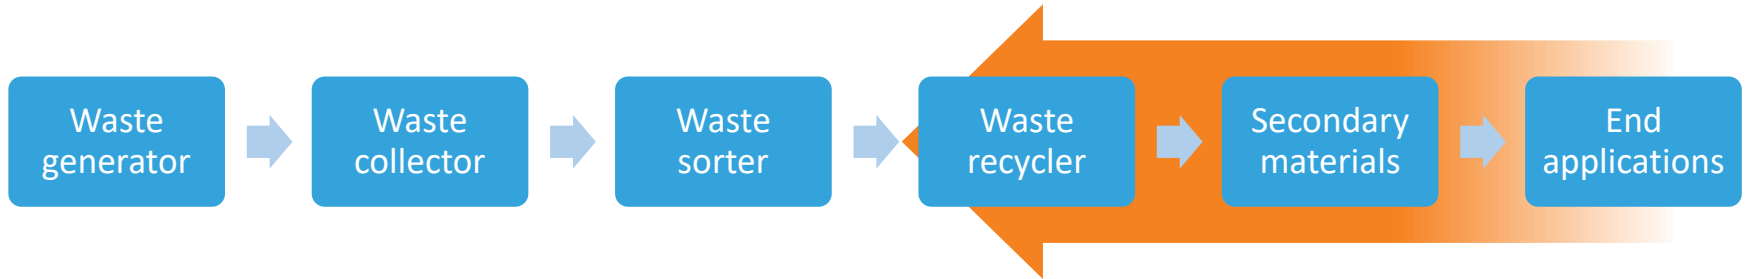 Waste
generator
Waste
collector
Waste
sorter
Waste
recycler
Secondary
materials
End
applications